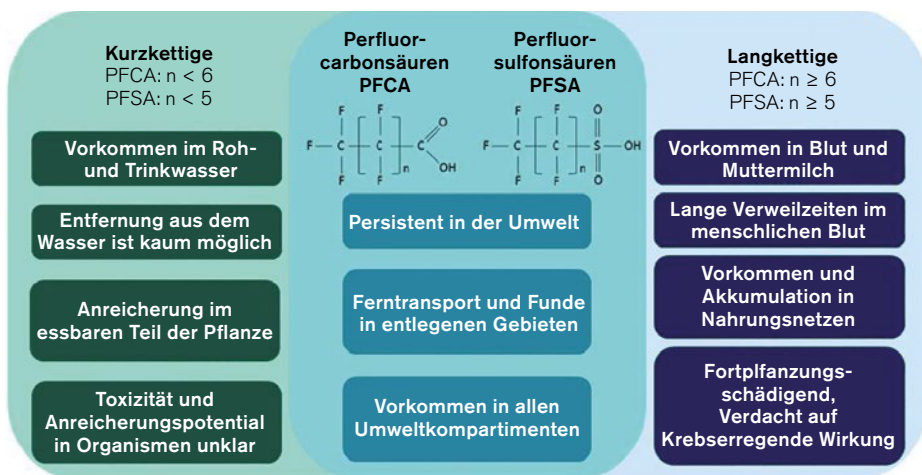 Kurzkettige
PFCA: n < 6
PFSA: n < 5
Vorkommen im Roh-
und Trinkwasser
Entfernung aus dem
Wasser ist kaum möglich
Anreicherung im
essbaren Teil der Pflanze
Toxizität und
Anreicherungspotential
in Organismen unklar
Perfluor-
carbonsäuren
PFCA
F F O
F C C C
F F n OH
Perfluor-
sulfonsäuren
PFSA
F F O
F C C S OH
F F n O
Persistent in der Umwelt
Ferntransport und Funde
in entlegenen Gebieten
Vorkommen in allen
Umweltkompartimenten
Langkettige
PFCA: n ≥ 6
PFSA: n ≥ 5
Vorkommen in Blut und
Muttermilch
Lange Verweilzeiten im
menschlichen Blut
Vorkommen und
Akkumulation in
Nahrungsnetzen
Fortplfanzungs-
schädigend,
Verdacht auf
Krebserregende Wirkung